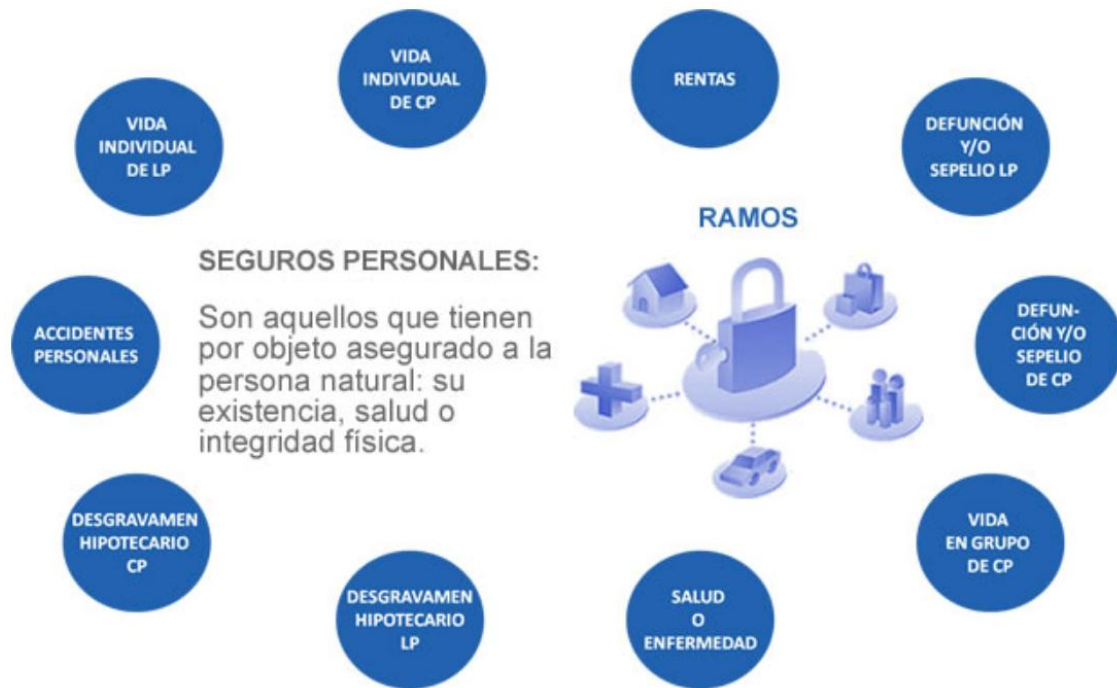 VIDA
INDIVIDUAL
DE CP
RENTAS
VIDA
INDIVIDUAL
DE LP
DEFUNCIÓN
Y/O
SEPELIO LP
RAMOS
SEGUROS PERSONALES:
Son aquellos que tienen
por objeto asegurado a la
persona natural: su
existencia, salud o
integridad física.
ACCIDENTES
PERSONALES
DEFUN-
CIÓN Y/O
SEPELIO
DE CP
DESGRAVAMEN
HIPOTECARIO
CP
VIDA
EN GRUPO
DE CP
DESGRAVAMEN
HIPOTECARIO
LP
SALUD
O
ENFERMEDAD